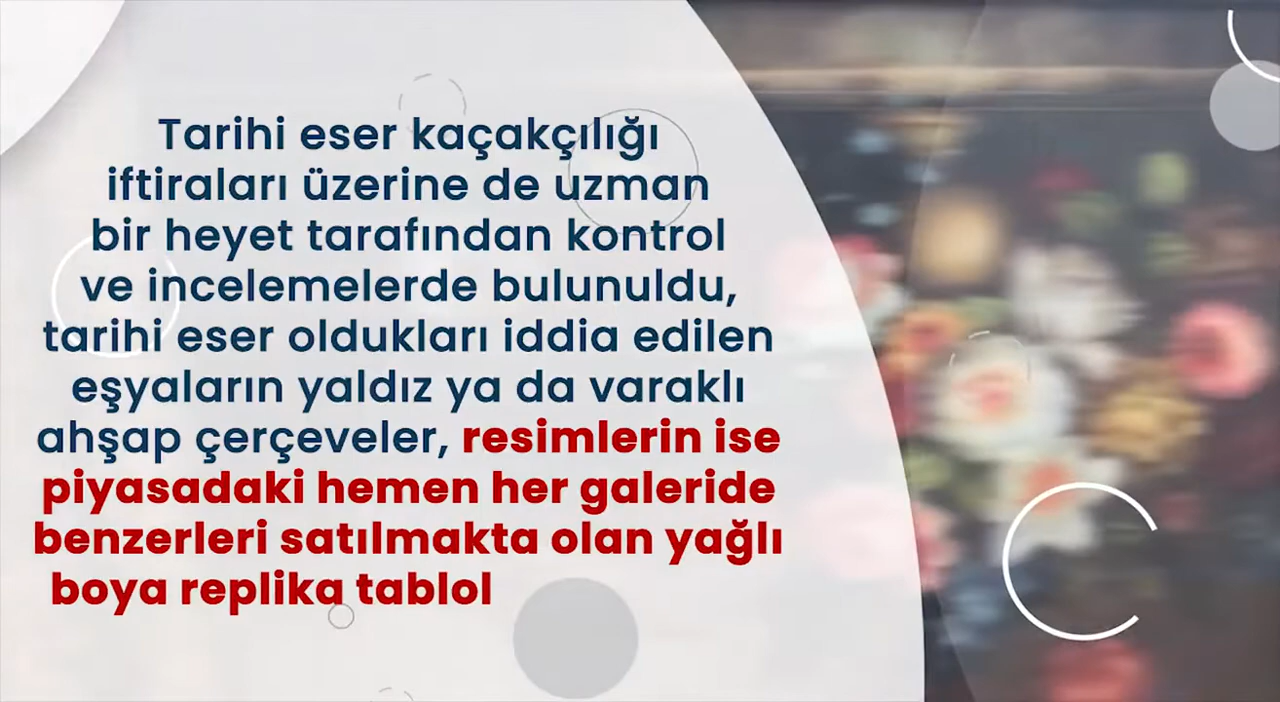 Tarihi eser kaçakçılığı
iftiraları üzerine de uzman
bir heyet tarafından kontrol
ve incelemelerde bulunuldu,
tarihi eser oldukları iddia edilen
eşyaların yaldız ya da varaklı
ahşap çerçeveler, resimlerin ise
piyasadaki hemen her galeride
benzerleri satılmakta olan yağlı
boya replika tablol